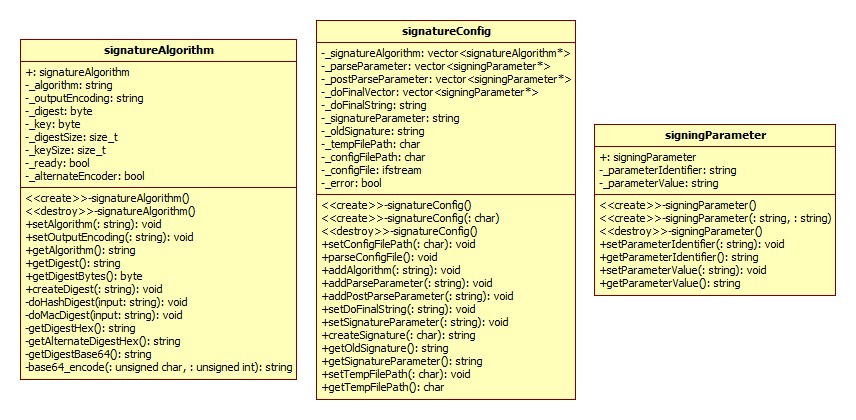 signatureAlgorithm
+: signatureAlgorithm
-_algorithm: string
-_outputEncoding: string
-_digest: byte
-_key: byte
-_digestSize: size_t
-_keySize: size_t
-_ready: bool
-_alternateEncoder: bool
<<create>>-signatureAlgorithm()
<<destroy>>-signatureAlgorithm()
+setAlgorithm(: string): void
+setOutputEncoding(: string): void
+getAlgorithm(): string
+getDigest(): string
+getDigestBytes(): byte
+createDigest(: string): void
-doHashDigest(input: string): void
-doMacDigest(input: string): void
-getDigestHex(): string
-getAlternateDigestHex(): string
-getDigestBase64(): string
-base64_encode(: unsigned char, : unsigned int): string
signatureConfig
-_signatureAlgorithm: vector<signatureAlgorithm*>
-_parseParameter: vector<signingParameter*>
-_postParseParameter: vector<signingParameter*>
-_doFinalVector: vector<signingParameter*>
-_doFinalString: string
-_signatureParameter: string
-_oldSignature: string
-_tempFilePath: char
-_configFilePath: char
-_configFile: ifstream
-_error: bool
<<create>>-signatureConfig()
<<create>>-signatureConfig(: char)
<<destroy>>-signatureConfig()
+setConfigFilePath(: char): void
+parseConfigFile(): void
+addAlgorithm(: string): void
+addParseParameter(: string): void
+addPostParseParameter(: string): void
+setDoFinalString(: string): void
+setSignatureParameter(: string): void
+createSignature(: char): string
+getOldSignature(): string
+getSignatureParameter(): string
+setTempFilePath(: char): void
+getTempFilePath(): char
signingParameter
+: signingParameter
-_parameterIdentifier: string
-_parameterValue: string
<<create>>-signingParameter()
<<create>>-signingParameter(: string, : string)
<<destroy>>-signingParameter()
+setParameterIdentifier(: string): void
+getParameterIdentifier(): string
+setParameterValue(: string): void
+getParameterValue(): string